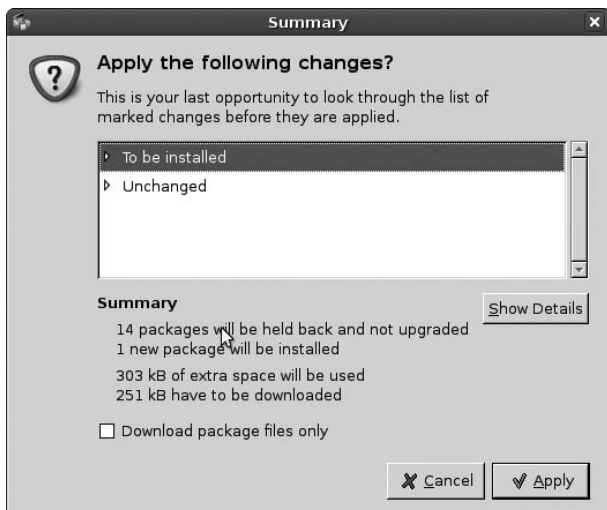 Summary
Apply the following changes?
This is your last opportunity to look through the list of
marked changes before they are applied.
To be installed
Unchanged
Summary
Show Details
14 packages will be held back and not upgraded
1 new package will be installed
303 kB of extra space will be used
251 kB have to be downloaded
Download package files only
Cancel
Apply